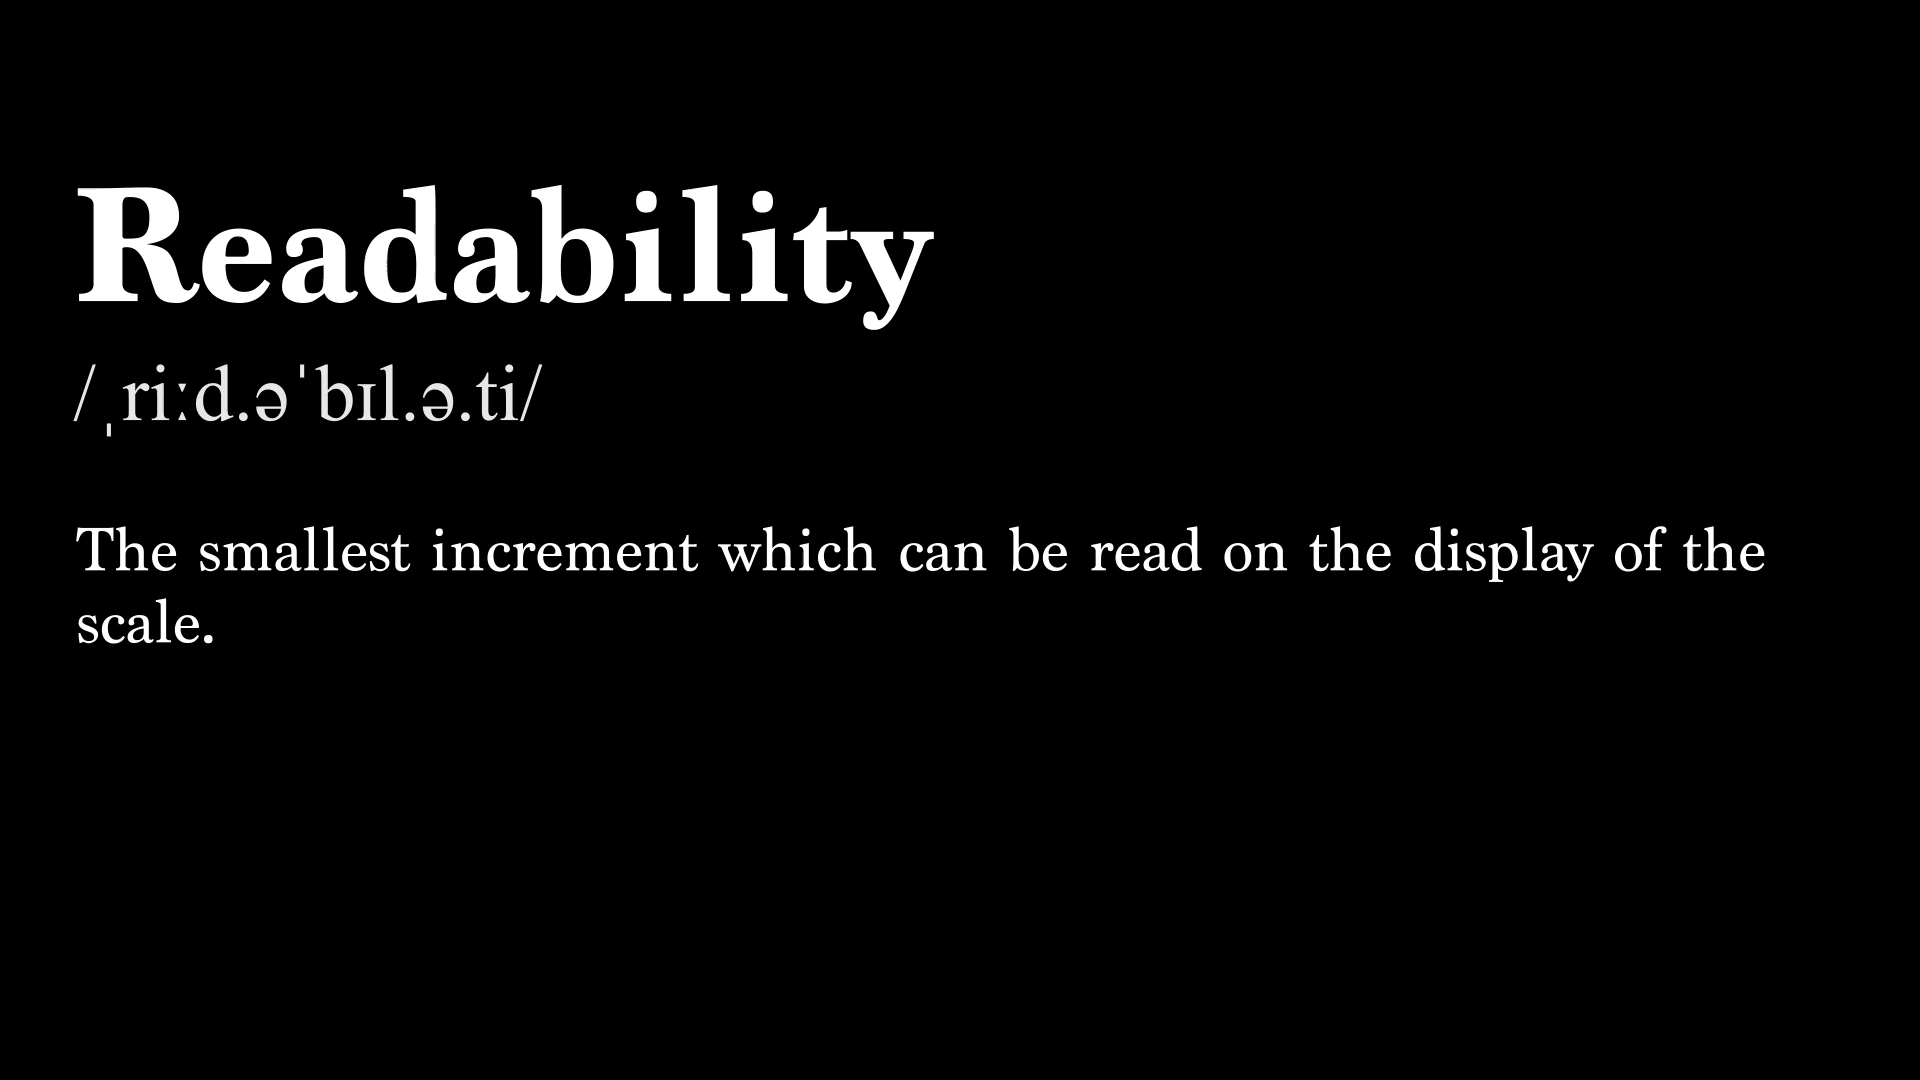 Readability
/ˌriːd.əˈbɪl.ə.ti/
The smallest increment which can be read on the display of the
scale.